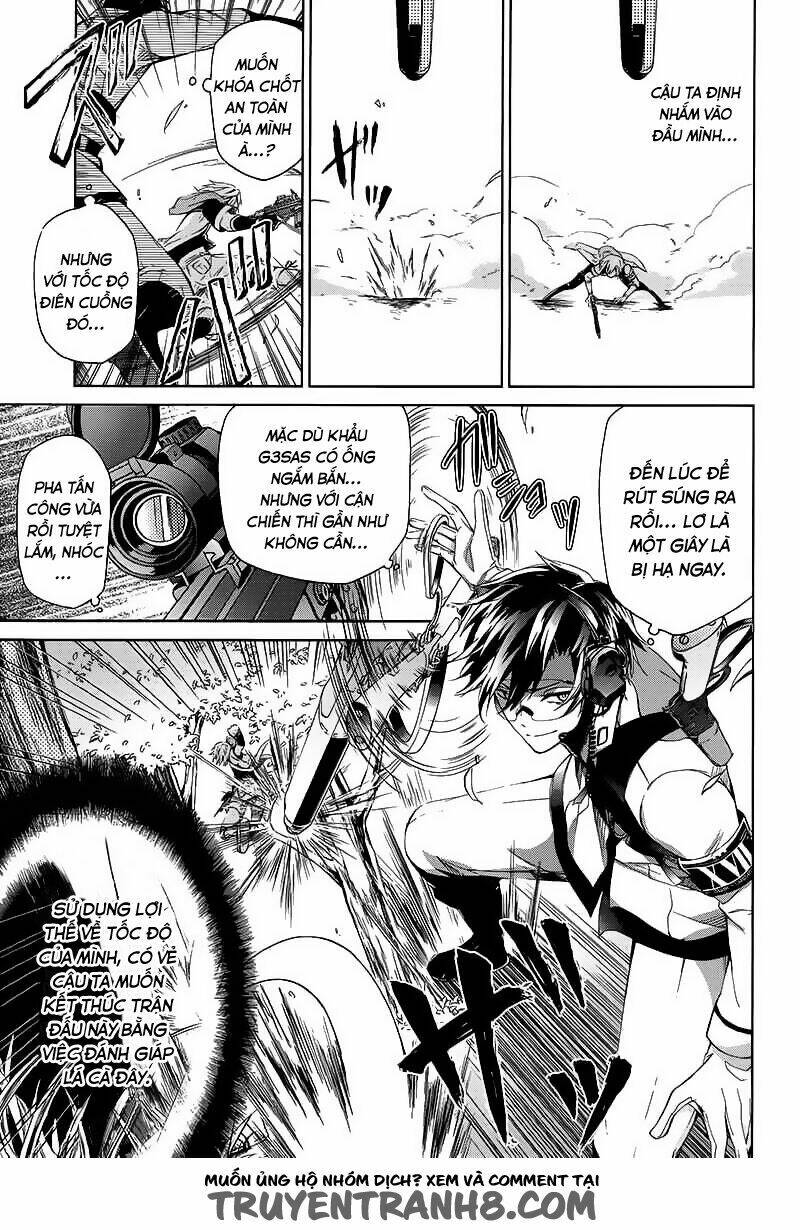 CẬU TA ĐỊNH
NHẮM VÀO
ĐẦU MÌNH...
MUỐN
KHÓA CHỐT
AN TOÀN
CỦA MÌNH
À...?
NHƯNG
VỚI TỐC ĐỘ
ĐIÊN CUỒNG
ĐÓ...
ĐẾN LÚC ĐỂ
RÚT SÚNG RA
RỒI... LƠ LÀ
MỘT GIÂY LÀ
BỊ HẠ NGAY.
MẶC DÙ KHẨU
G3SAS CÓ ỐNG
NGẮM BẮN...
NHƯNG VỚI CẬN
CHIẾN THÌ GẦN NHƯ
KHÔNG CẦN...
PHA TẤN
CÔNG VỪA
RỒI TUYỆT
LẮM, NHÓC
...
XVII
SỬ DỤNG LỢI
THẾ VỀ TỐC ĐỘ
CỦA MÌNH, CÓ VẺ
CẬU TA MUỐN
KẾT THÚC TRẬN
ĐẤU NÀY BẰNG
VIỆC ĐÁNH GIÁP
LÁ CÀ ĐÂY.
MUỐN ỦNG HỘ NHÓM DỊCH? XEM VÀ COMMENT TẠI
TRUYENTRANH8.COM